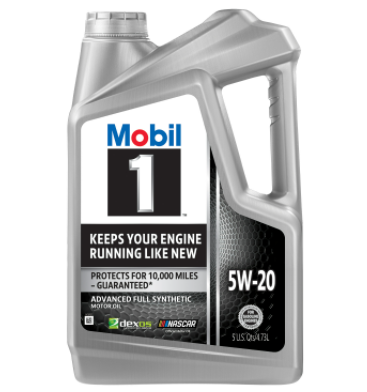 Mobil
1
KEEPS YOUR ENGINE
RUNNING LIKE NEW
PROTECTS FOR 10,000 MILES
– GUARANTEED*
ADVANCED FULL SYNTHETIC
MOTOR OIL
5W-20
dexos
NASCAR
5 U.S. Qts/4.73L